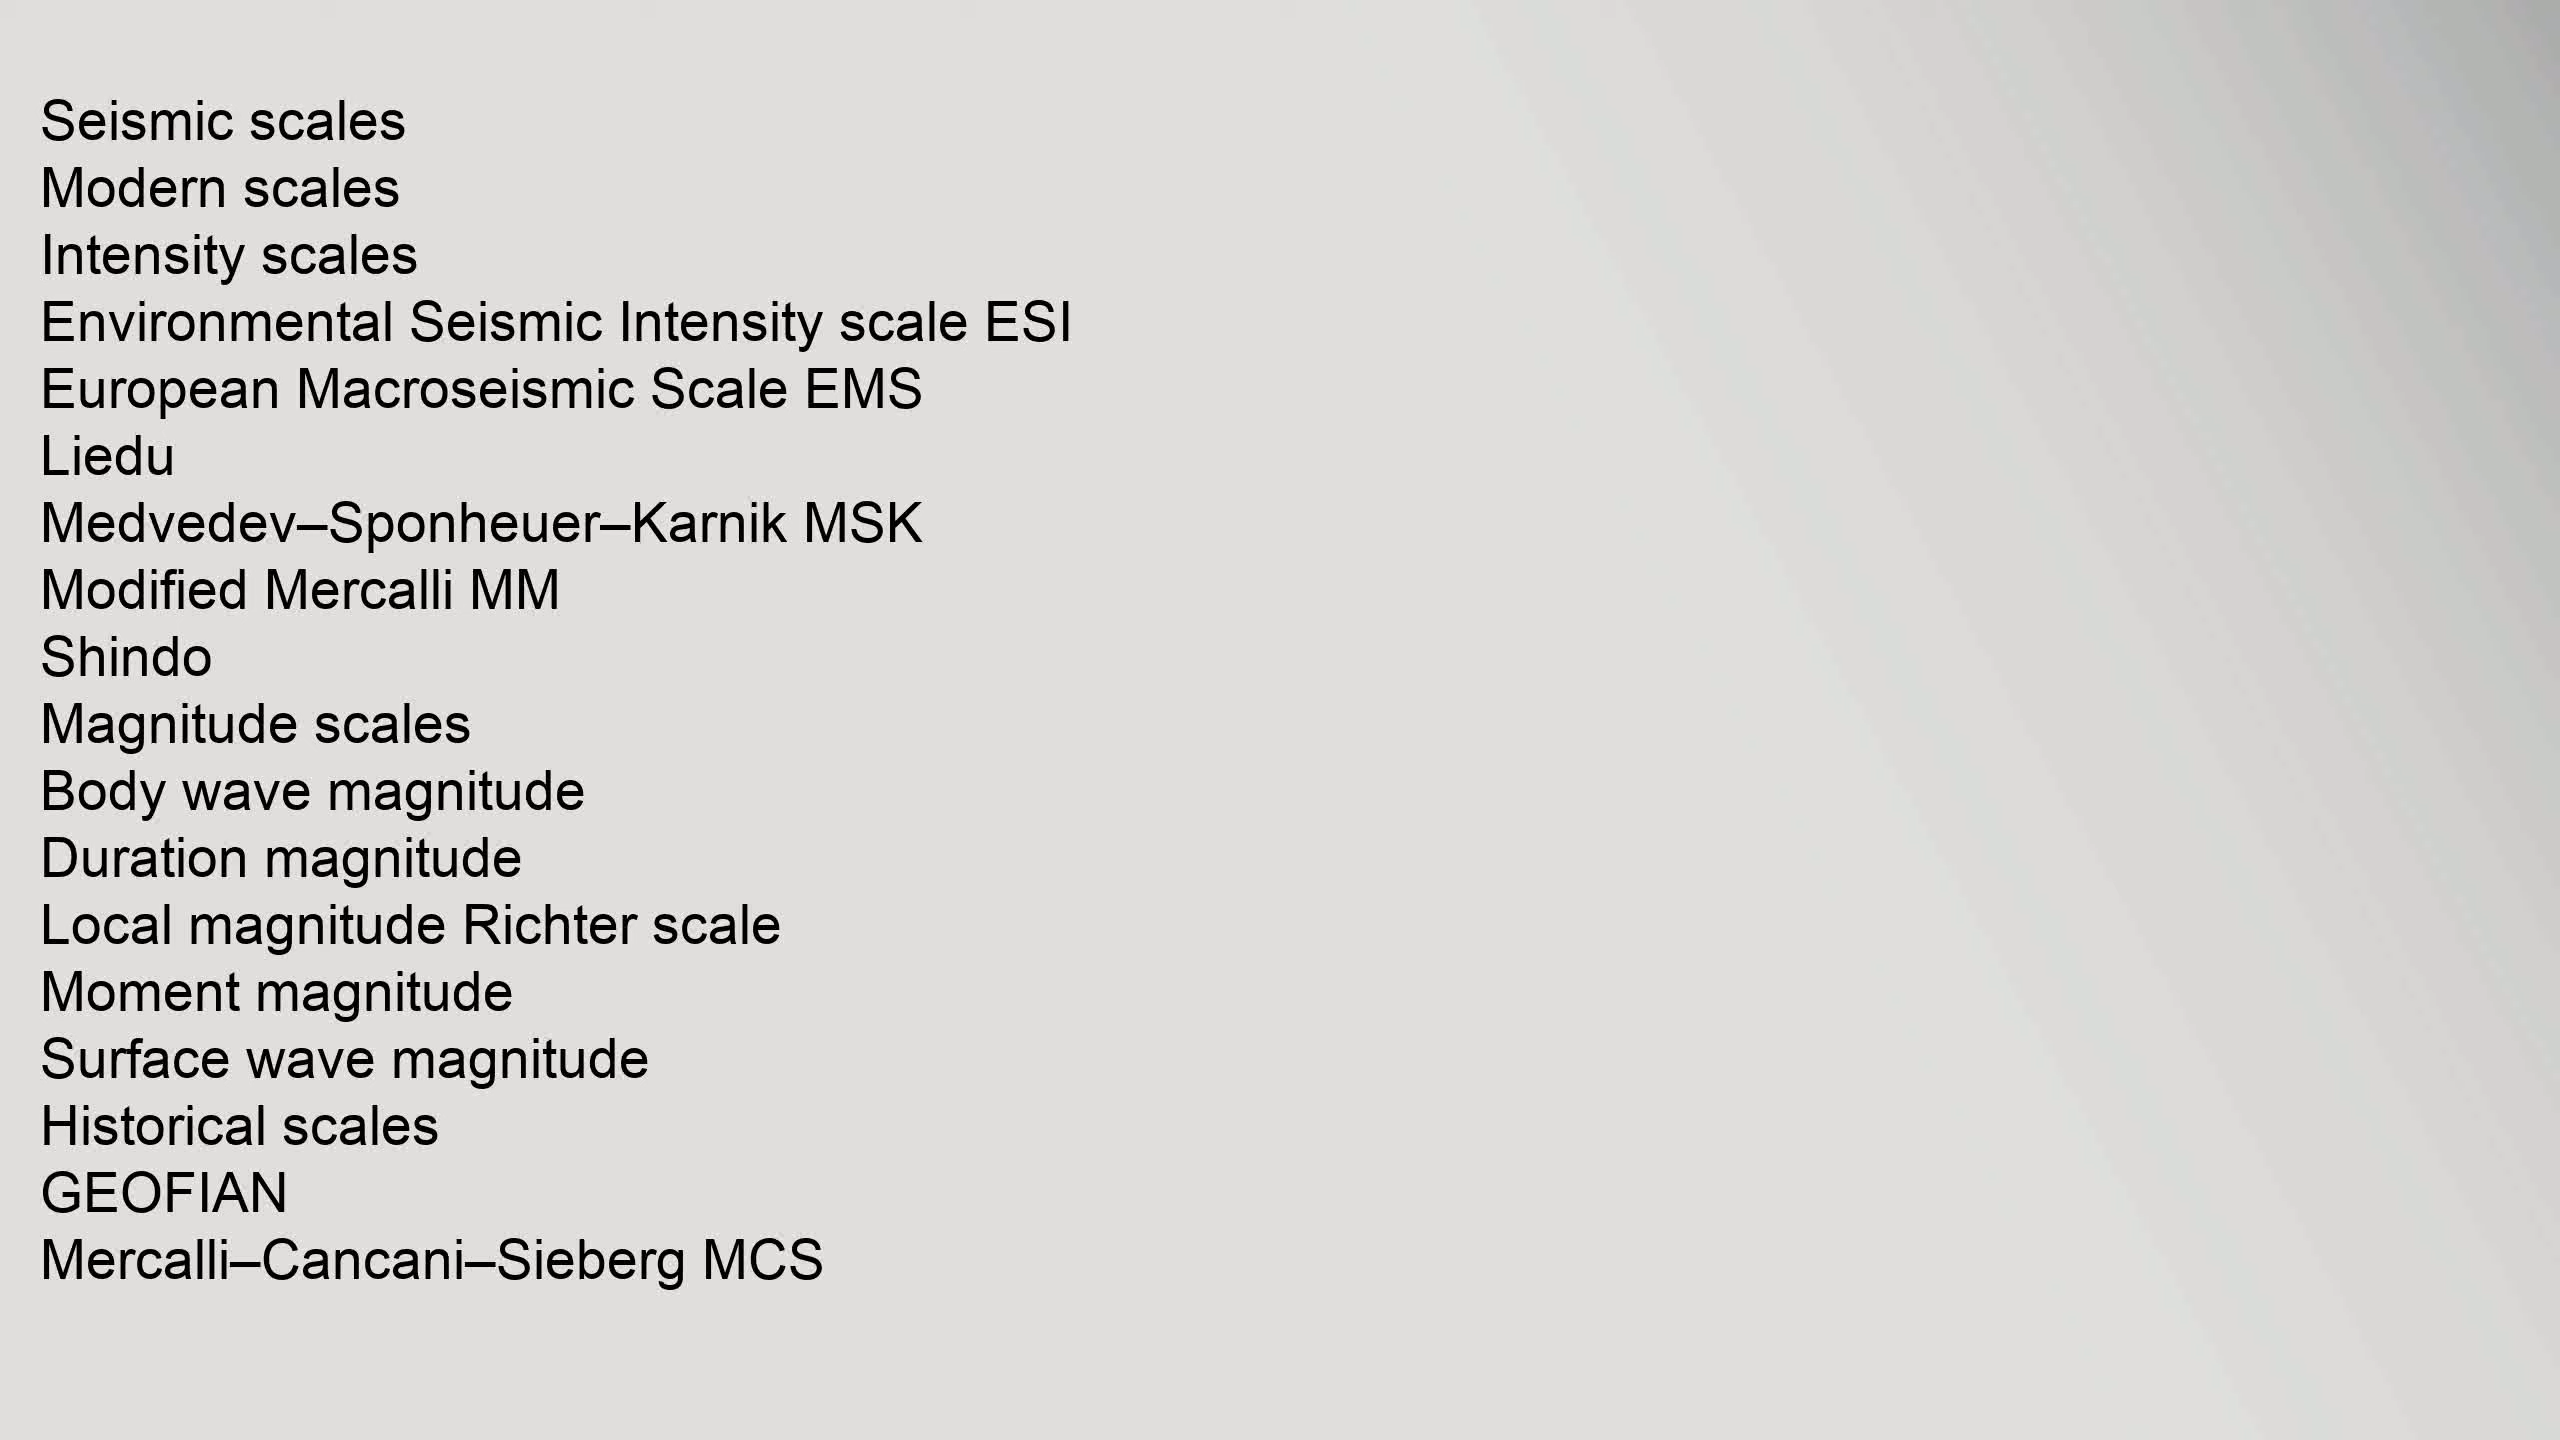 Seismic scales
Modern scales
Intensity scales
Environmental Seismic Intensity scale ESI
European Macroseismic Scale EMS
Liedu
Medvedev–Sponheuer–Karnik MSK
Modified Mercalli MM
Shindo
Magnitude scales
Body wave magnitude
Duration magnitude
Local magnitude Richter scale
Moment magnitude
Surface wave magnitude
Historical scales
GEOFIAN
Mercalli–Cancani–Sieberg MCS